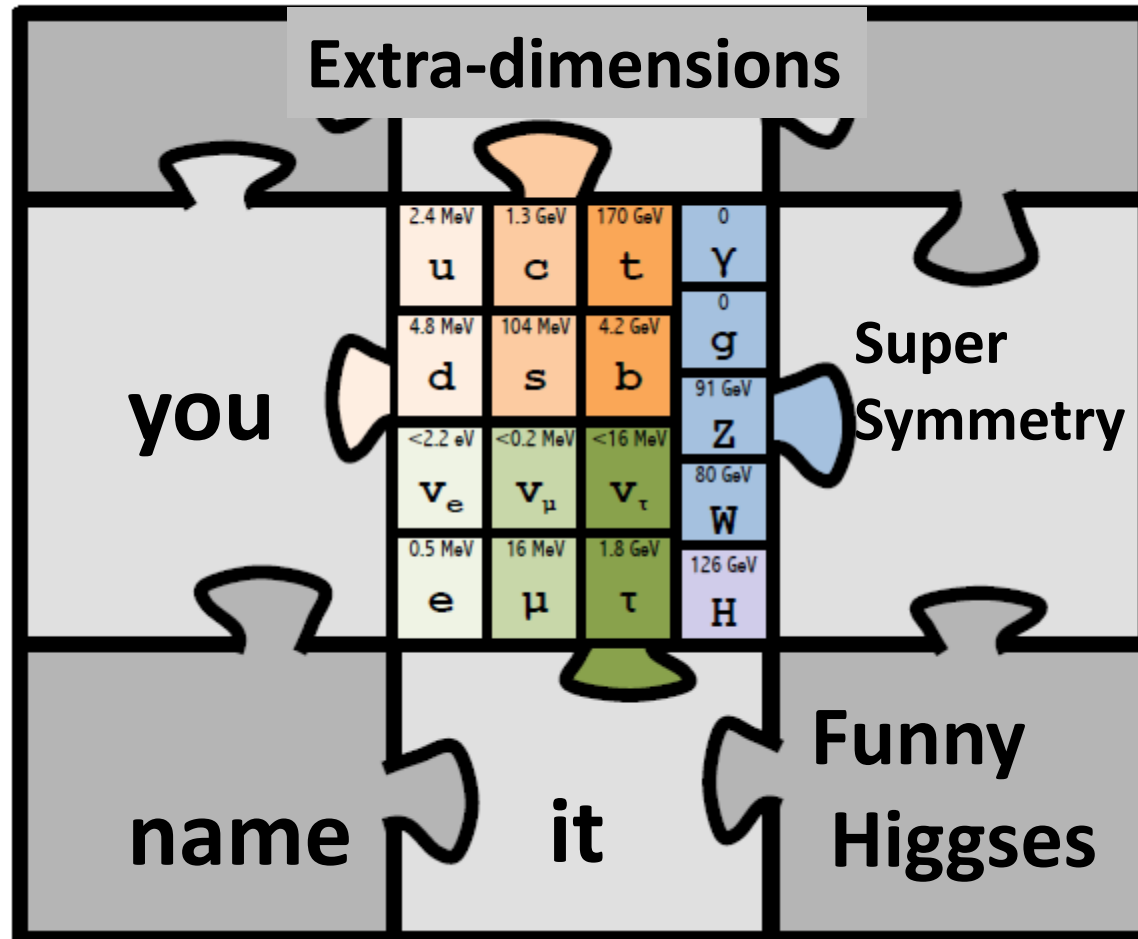 Extra-dimensions
2.4 MeV 1.3 GeV 170 GeV 0
u c t γ
0
g
4.8 MeV 104 MeV 4.2 GeV
d s b
91 GeV
Z
<2.2 eV <0.2 MeV <16 MeV
νe νμ ντ
80 GeV
W
0.5 MeV 16 MeV 1.8 GeV
e μ τ
126 GeV
H
you
Super
Symmetry
name
it
Funny
Higgses